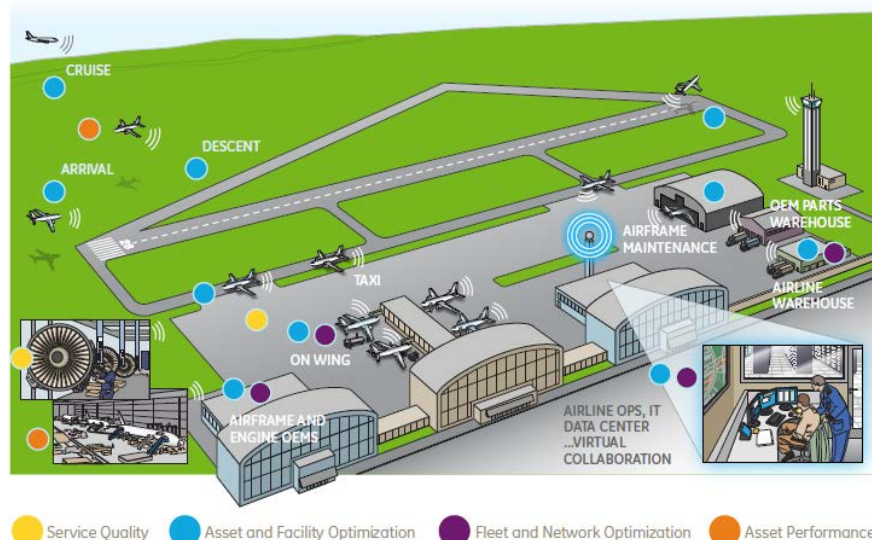 CRUISE
DESCENT
ARRIVAL
OEM PARTS
WAREHOUSE
AIRFRAME
MAINTENANCE
28
TAXI
AIRLINE
WAREHOUSE
ON WING
AIRFRAME AND
ENGINE OEMS
AIRLINE OPS, IT
DATA CENTER
...VIRTUAL
COLLABORATION
Service Quality
Asset and Facility Optimization
Fleet and Network Optimization
Asset Performance